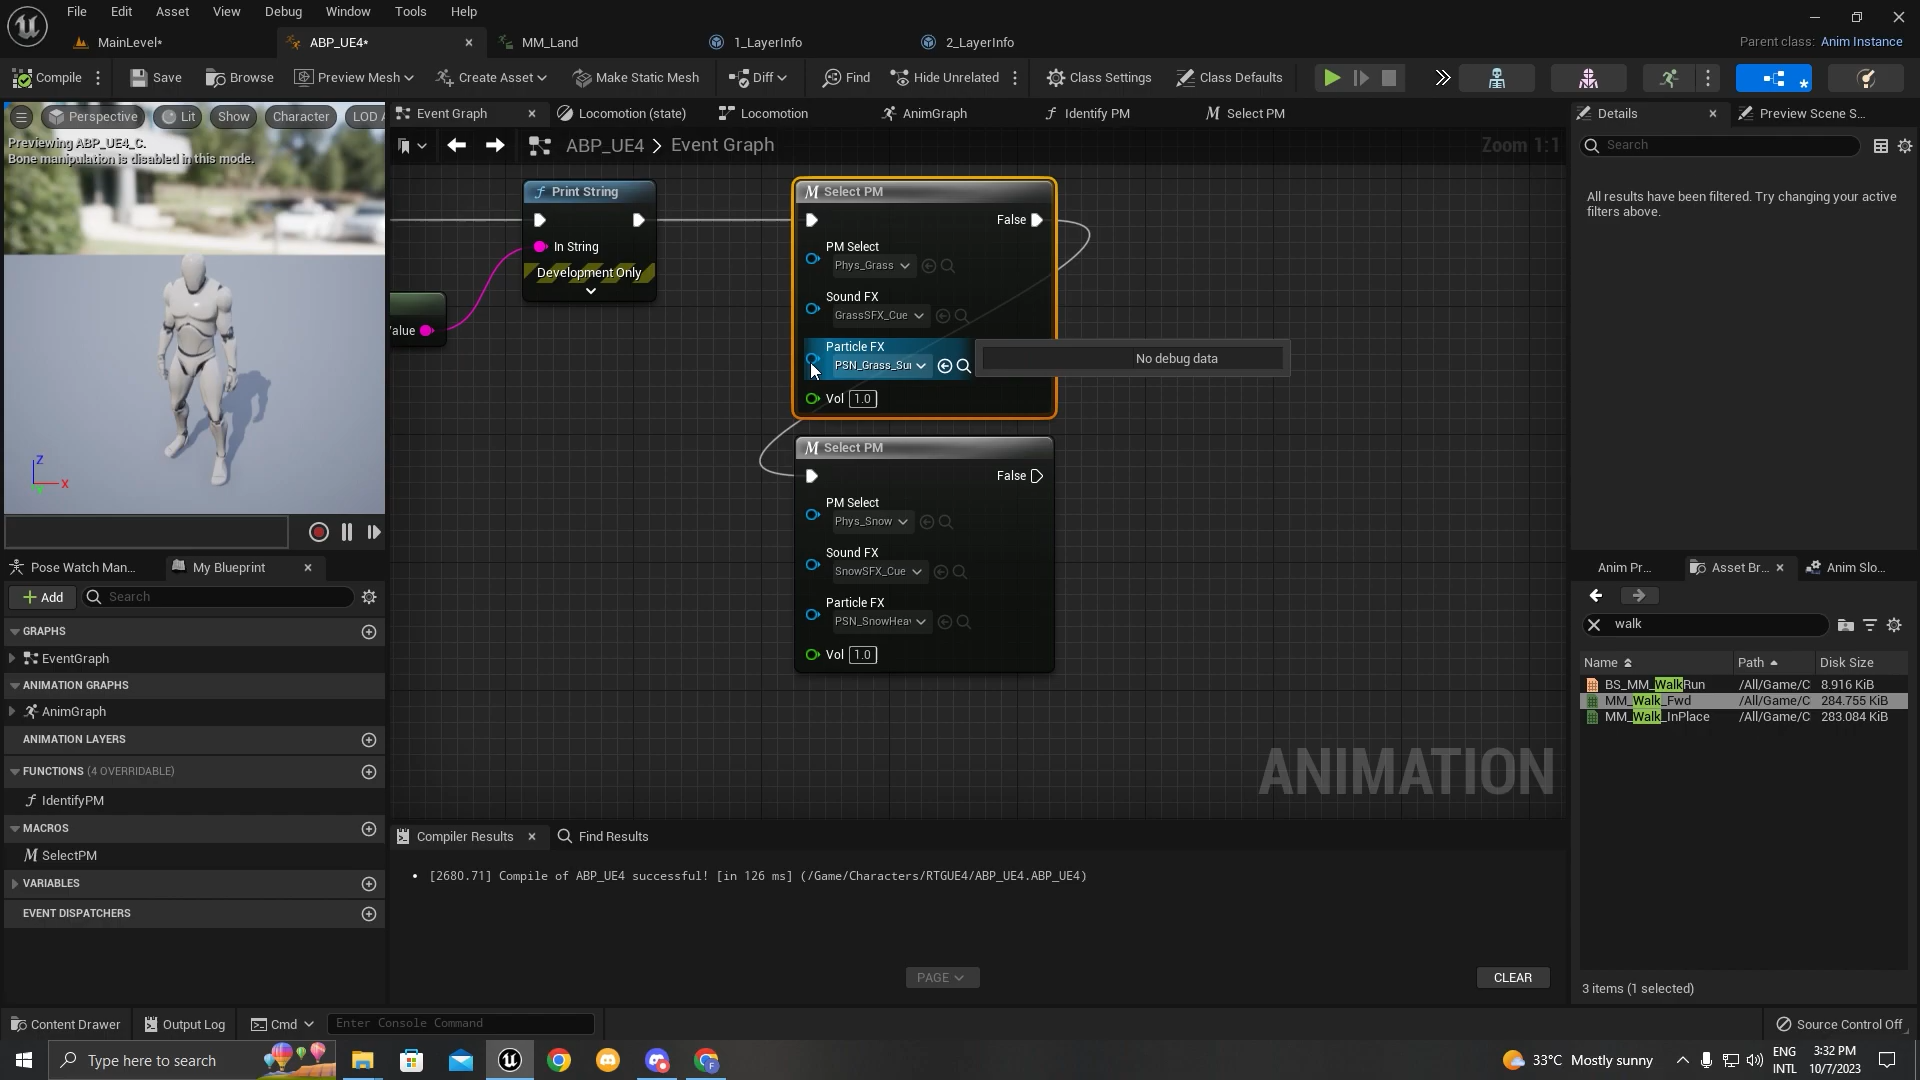 File Edit Asset View Debug Window Tools Help
MainLevel* ABP_UE4* MM_Land 1_LayerInfo 2_LayerInfo
Parent class: Anim Instance
Compile Save Browse Preview Mesh Create Asset Make Static Mesh Diff Find Hide Unrelated Class Settings Class Defaults
Perspective Lit Show Character LOD A
Previewing ABP_UE4_C.
Bone manipulation is disabled in this mode.
Z
X
Event Graph Locomotion (state) Locomotion AnimGraph Identify PM Select PM
ABP_UE4 > Event Graph
Zoom 1:1
Print String
In String
Development Only
alue
Select PM
False
PM Select
Phys_Grass
Sound FX
GrassSFX_Cue
Particle FX
PSN_Grass_Su
No debug data
Vol 1.0
Select PM
False
PM Select
Phys_Snow
Sound FX
SnowSFX_Cue
Particle FX
PSN_SnowHea
Vol 1.0
ANIMATION
Details Preview Scene S...
Search
All results have been filtered. Try changing your active
filters above.
Pose Watch Man... My Blueprint
Add Search
GRAPHS
EventGraph
ANIMATION GRAPHS
AnimGraph
ANIMATION LAYERS
FUNCTIONS (4 OVERRIDABLE)
IdentifyPM
MACROS
SelectPM
VARIABLES
EVENT DISPATCHERS
Compiler Results Find Results
[2680.71] Compile of ABP_UE4 successful! [in 126 ms] (/Game/Characters/RTGUE4/ABP_UE4.ABP_UE4)
PAGE
CLEAR
Anim Pr... Asset Br... Anim Slo...
walk
Name Path Disk Size
BS_MM_WalkRun /All/Game/C 8.916 KiB
MM_Walk_Fwd /All/Game/C 284.755 KiB
MM_Walk_InPlace /All/Game/C 283.084 KiB
3 items (1 selected)
Content Drawer Output Log Cmd Enter Console Command
Source Control Off
Type here to search
33°C Mostly sunny
ENG
INTL
3:32 PM
10/7/2023